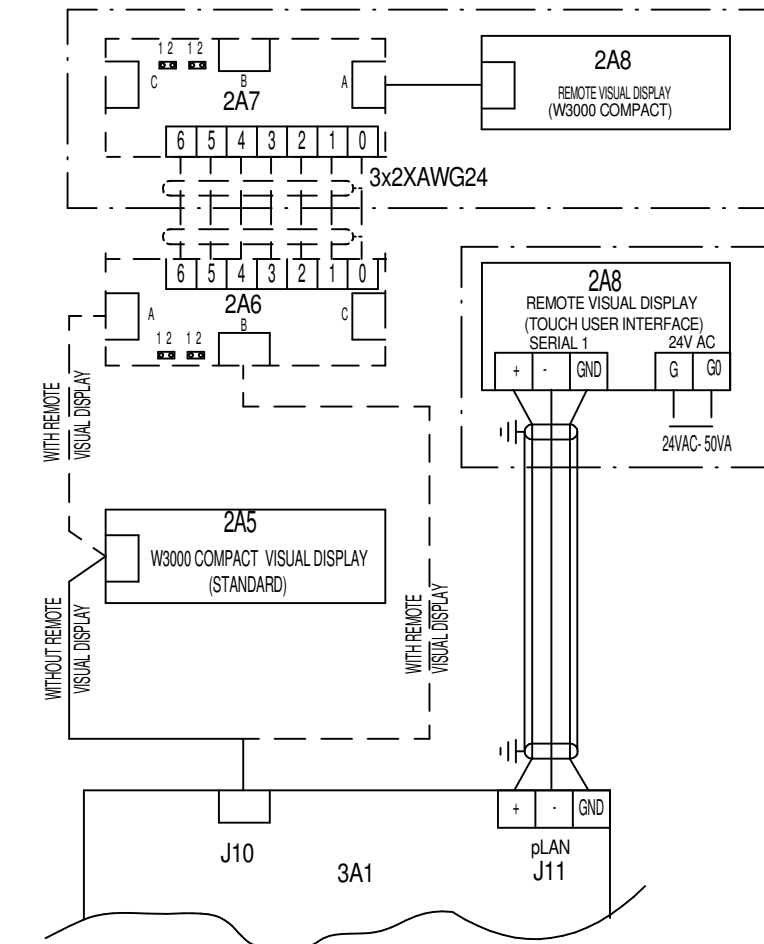 1 2 1 2
C
B
A
2A7
6 5 4 3 2 1 0
2A8
REMOTE VISUAL DISPLAY
(W3000 COMPACT)
3x2XAWG24
6 5 4 3 2 1 0
2A6
A
B
C
1 2 1 2
2A8
REMOTE VISUAL DISPLAY
(TOUCH USER INTERFACE)
SERIAL 1
24V AC
+ - GND
G G0
24VAC- 50VA
WITH REMOTE
VISUAL DISPLAY
2A5
W3000 COMPACT VISUAL DISPLAY
(STANDARD)
WITHOUT REMOTE
VISUAL DISPLAY
WITH REMOTE
VISUAL DISPLAY
+ - GND
J10
3A1
pLAN
J11